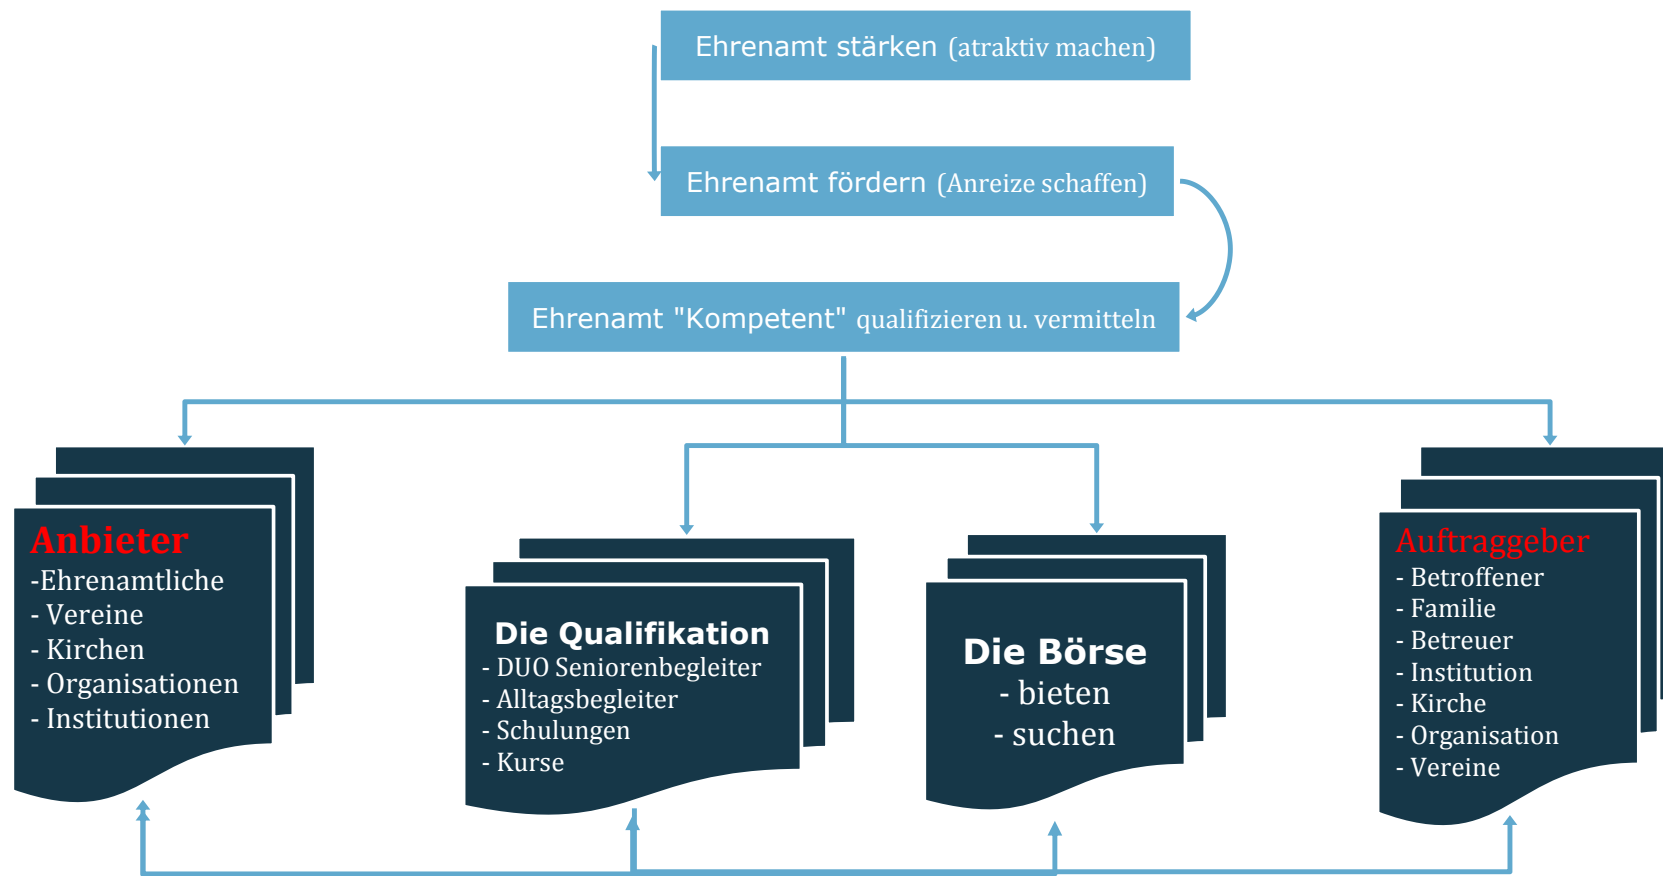 Ehrenamt stärken (atraktiv machen)
Ehrenamt fördern (Anreize schaffen)
Ehrenamt "Kompetent" qualifizieren u. vermitteln
Anbieter
-Ehrenamtliche
- Vereine
- Kirchen
- Organisationen
- Institutionen
Die Qualifikation
- DUO Seniorenbegleiter
- Alltagsbegleiter
- Schulungen
- Kurse
Die Börse
- bieten
- suchen
Auftraggeber
- Betroffener
- Familie
- Betreuer
- Institution
- Kirche
- Organisation
- Vereine